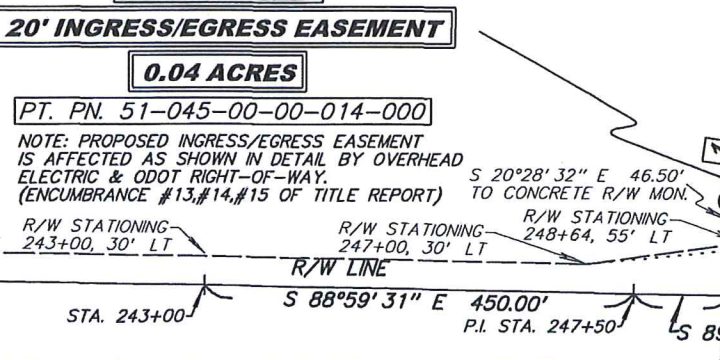 20' INGRESS/EGRESS EASEMENT
0.04 ACRES
PT. PN. 51-045-00-00-014-000
NOTE: PROPOSED INGRESS/EGRESS EASEMENT
IS AFFECTED AS SHOWN IN DETAIL BY OVERHEAD
ELECTRIC & ODOT RIGHT-OF-WAY.
(ENCUMBRANCE #13,#14,#15 OF TITLE REPORT)
S 20°28'32" E 46.50'
TO CONCRETE R/W MON.
R/W STATIONING
243+00, 30' LT
R/W STATIONING
247+00, 30' LT
R/W STATIONING
248+64, 55' LT
R/W LINE
S 88°59'31" E 450.00'
STA. 243+00
P.I. STA. 247+50